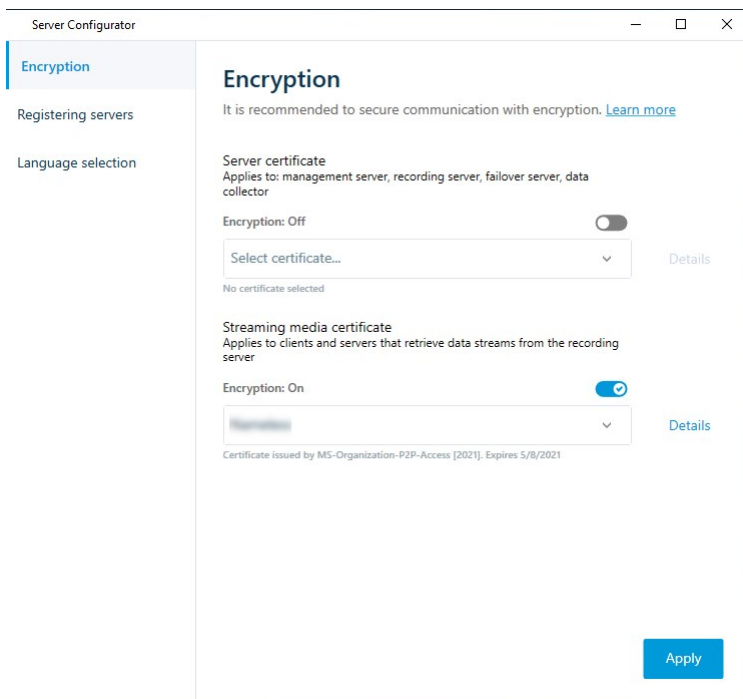 Server Configurator
Encryption
Registering servers
Language selection
Encryption
It is recommended to secure communication with encryption. Learn more
Server certificate
Applies to: management server, recording server, failover server, data
collector
Encryption: Off
Select certificate...
Details
No certificate selected
Streaming media certificate
Applies to clients and servers that retrieve data streams from the recording
server
Encryption: On
Details
Certificate issued by MS-Organization-P2P-Access [2021]. Expires 5/8/2021
Apply